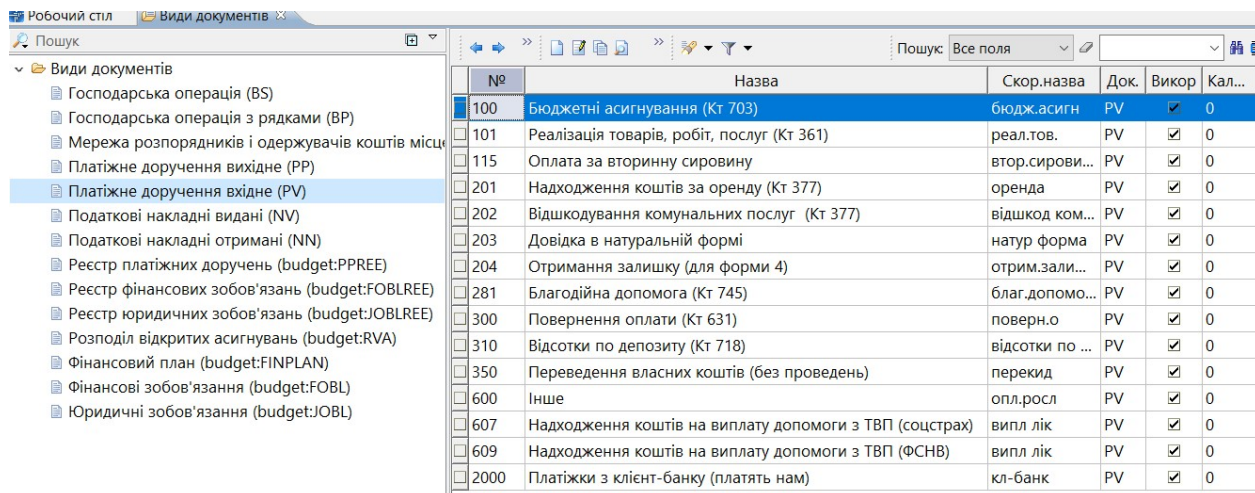 Робочий стіл Види документів
Пошук
Види документів
Господарська операція (BS)
Господарська операція з рядками (BP)
Мережа розпорядників і одержувачів коштів місце
Платіжне доручення вихідне (PP)
Платіжне доручення вхідне (PV)
Податкові накладні видані (NV)
Податкові накладні отримані (NN)
Реєстр платіжних доручень (budget:PPREE)
Реєстр фінансових зобов'язань (budget:FOBLREE)
Реєстр юридичних зобов'язань (budget:JOBLREE)
Розподіл відкритих асигнувань (budget:RVA)
Фінансовий план (budget:FINPLAN)
Фінансові зобов'язання (budget:FOBL)
Юридичні зобов'язання (budget:JOBL)
Пошук: Все поля
№ Назва Скор.назва Док. Викор Кал...
100 Бюджетні асигнування (Кт 703) бюдж.асигн PV 0
101 Реалізація товарів, робіт, послуг (Кт 361) реал.тов. PV 0
115 Оплата за вторинну сировину втор.сирови... PV 0
201 Надходження коштів за оренду (Кт 377) оренда PV 0
202 Відшкодування комунальних послуг (Кт 377) відшкод ком... PV 0
203 Довідка в натуральній формі натур форма PV 0
204 Отримання залишку (для форми 4) отрим.зали... PV 0
281 Благодійна допомога (Кт 745) благ.допомо... PV 0
300 Повернення оплати (Кт 631) поверн.о PV 0
310 Відсотки по депозиту (Кт 718) відсотки по ... PV 0
350 Переведення власних коштів (без проведень) перекид PV 0
600 Інше опл.росл PV 0
607 Надходження коштів на виплату допомоги з ТВП (соцстрах) випл лік PV 0
609 Надходження коштів на виплату допомоги з ТВП (ФСНВ) випл лік PV 0
2000 Платіжки з клієнт-банку (платять нам) кл-банк PV 0